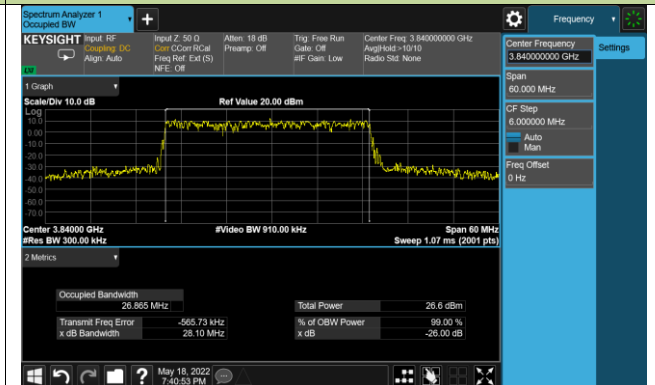 Spectrum Analyzer 1
Occupied BW
Frequency
KEYSIGHT
Input: RF
Coupling: DC
Align: Auto
Input Z: 50 Ω
Corr CCorr RCal
Freq Ref: Ext (S)
NFE: Off
Atten: 18 dB
Preamp: Off
Trig: Free Run
Gate: Off
#IF Gain: Low
Center Freq: 3.840000000 GHz
Avg|Hold:>10/10
Radio Std: None
1 Graph
Scale/Div 10.0 dB
Ref Value 20.00 dBm
Log
10.0
0.00
-10.0
-20.0
-30.0
-40.0
-50.0
-60.0
-70.0
Center 3.84000 GHz
#Video BW 910.00 kHz
Span 60 MHz
#Res BW 300.00 kHz
Sweep 1.07 ms (2001 pts)
2 Metrics
Occupied Bandwidth
26.865 MHz
Total Power
26.6 dBm
Transmit Freq Error
-565.73 kHz
% of OBW Power
99.00 %
x dB Bandwidth
28.10 MHz
x dB
-26.00 dB
Center Frequency
3.840000000 GHz
Settings
Span
60.000 MHz
CF Step
6.000000 MHz
Auto
Man
Freq Offset
0 Hz
?
May 18, 2022
7:40:53 PM